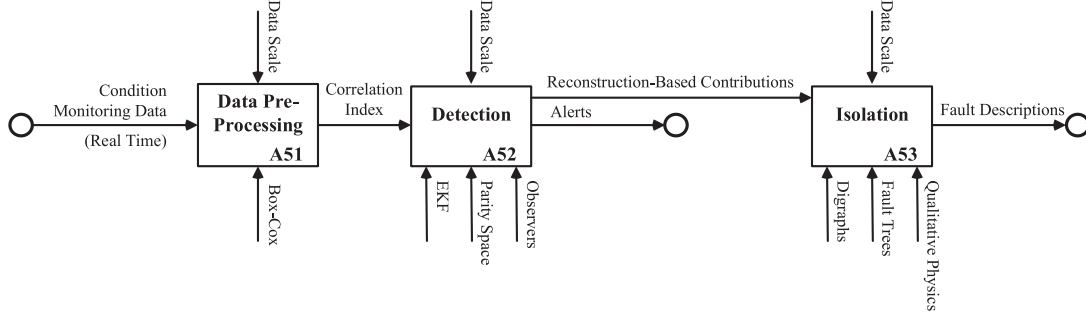 Data Scale
Data Scale
Data Scale
Condition
Monitoring Data
(Real Time)
Data Pre-
Processing
A51
Correlation
Index
Detection
A52
Reconstruction-Based Contributions
Alerts
Isolation
A53
Fault Descriptions
Box-Cox
EKF
Parity Space
Observers
Digraphs
Fault Trees
Qualitative Physics